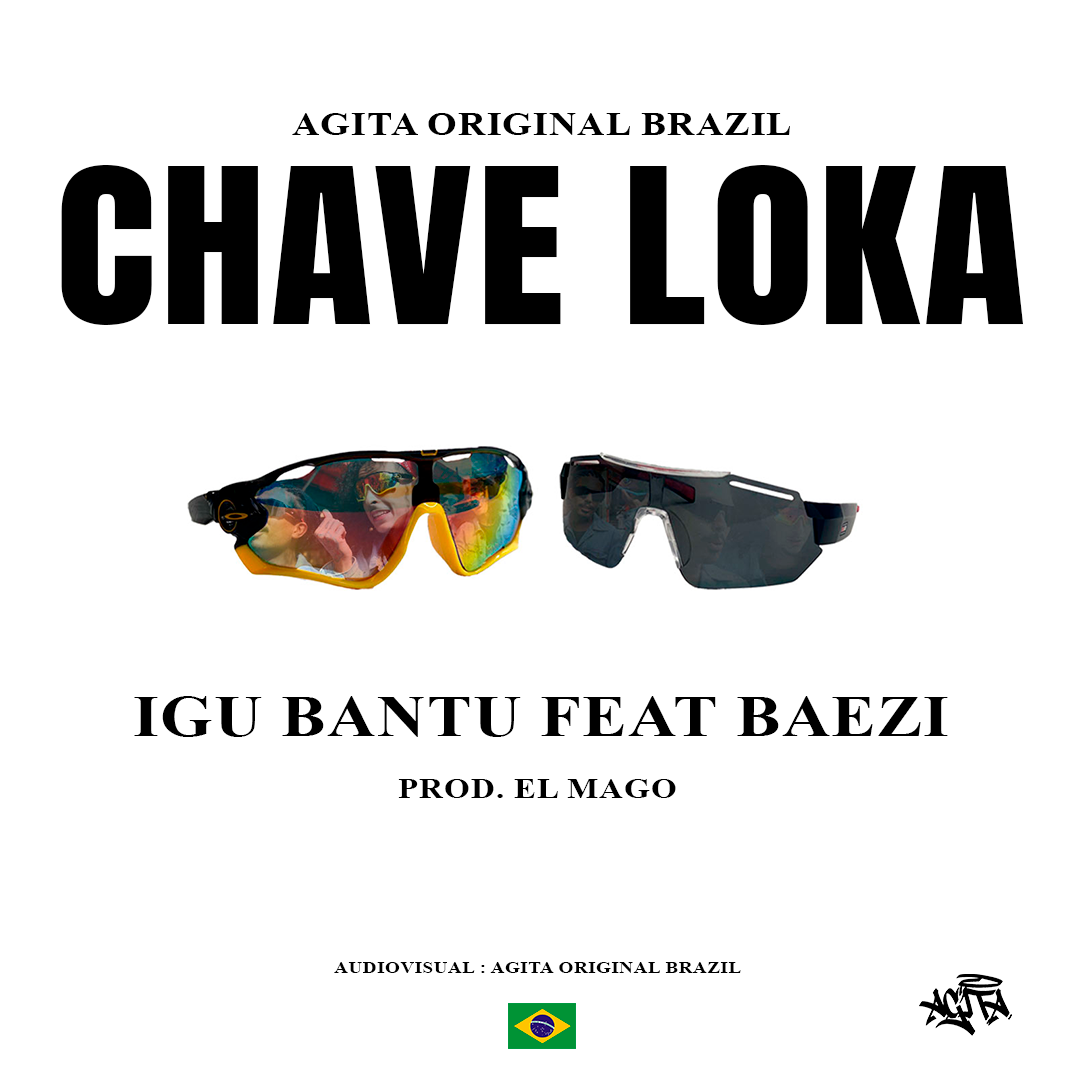 AGITA ORIGINAL BRAZIL
CHAVE LOKA
IGU BANTU FEAT BAEZI
PROD. EL MAGO
AUDIOVISUAL : AGITA ORIGINAL BRAZIL
AGITA